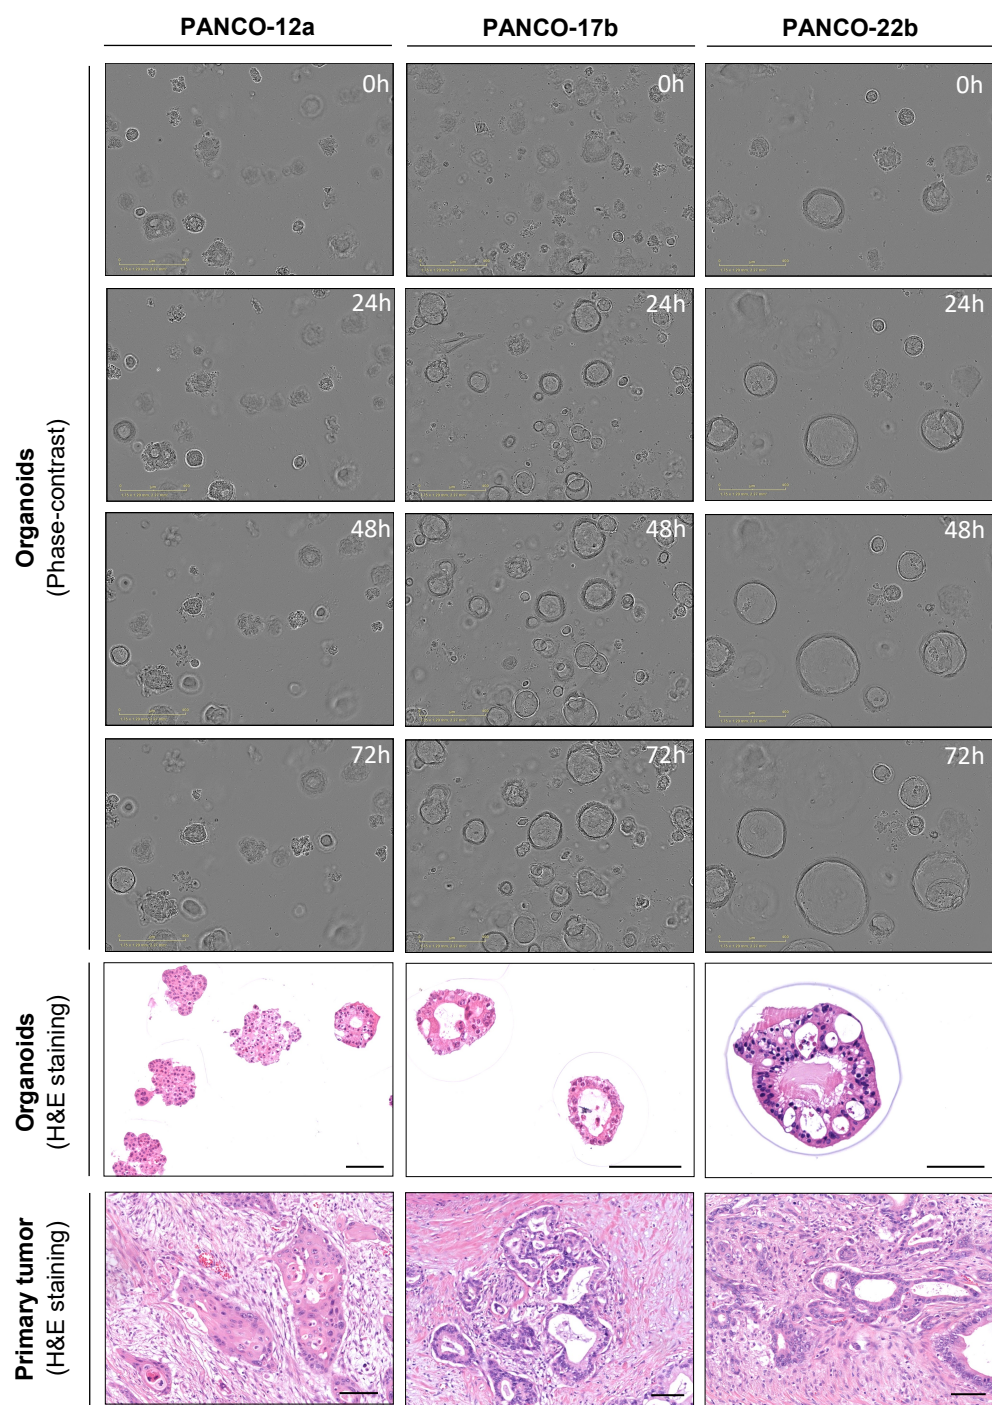 PANCO-12a PANCO-17b PANCO-22b
Organoids
(Phase-contrast)
0h 0h 0h
24h 24h 24h
48h 48h 48h
72h 72h 72h
Organoids
(H&E staining)
Primary tumor
(H&E staining)